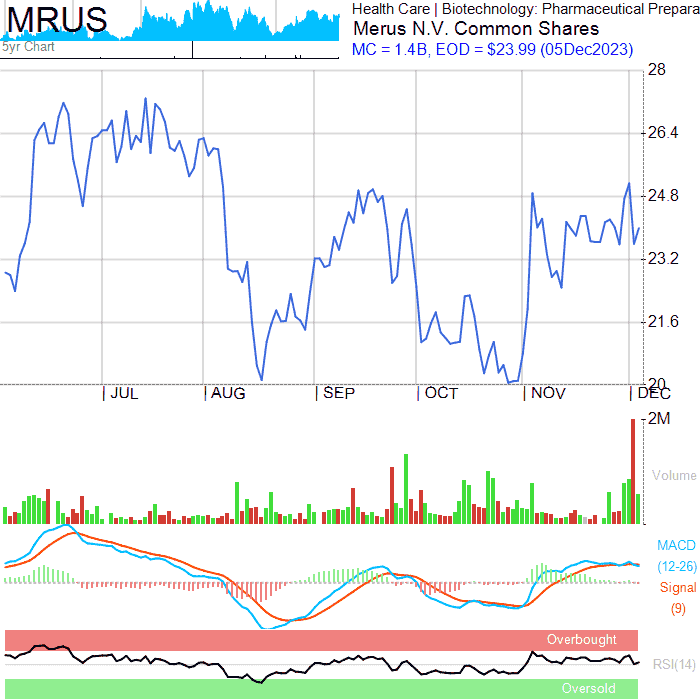 MRUS
5yr Chart
Health Care | Biotechnology: Pharmaceutical Prepara
Merus N.V. Common Shares
MC = 1.4B, EOD = $23.99 (05Dec2023)
28
26.4
24.8
23.2
21.6
20
JUL
AUG
SEP
OCT
NOV
DEC
2M
Volume
MACD
(12-26)
Signal
(9)
Overbought
RSI(14)
Oversold